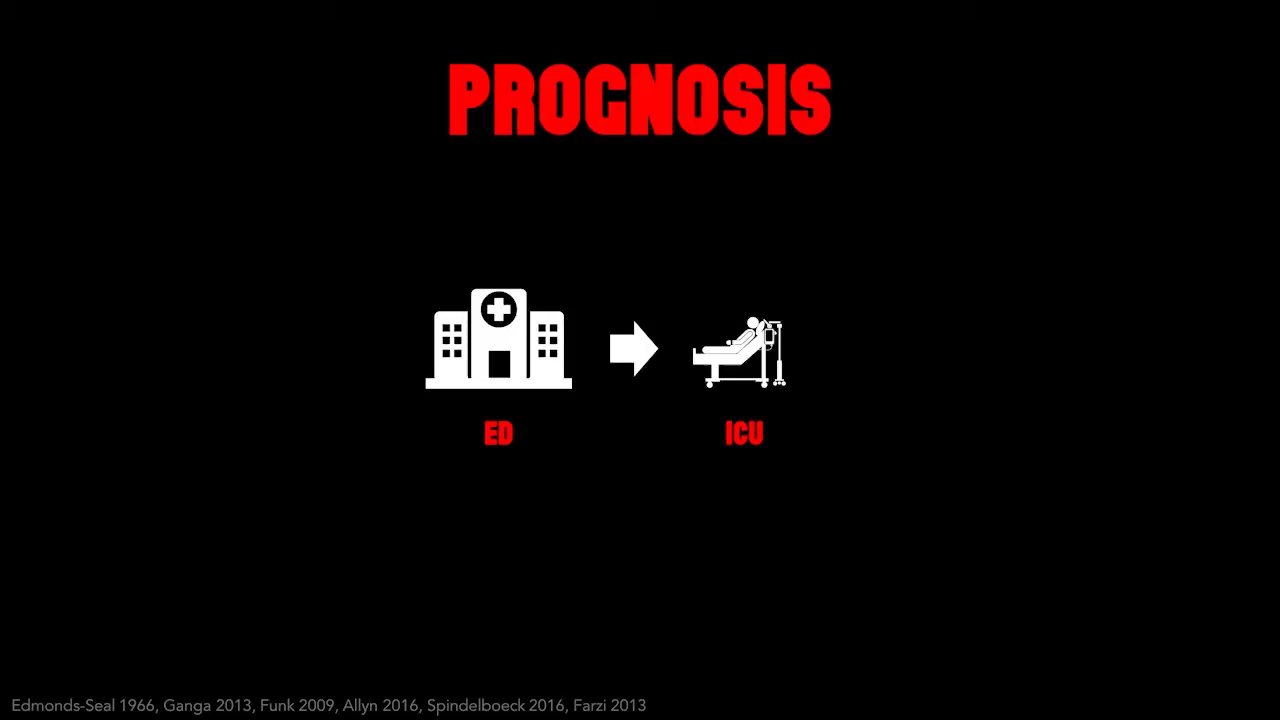 PROGNOSIS
ED
ICU
Edmonds-Seal 1966, Ganga 2013, Funk 2009, Allyn 2016, Spindelboeck 2016, Farzi 2013